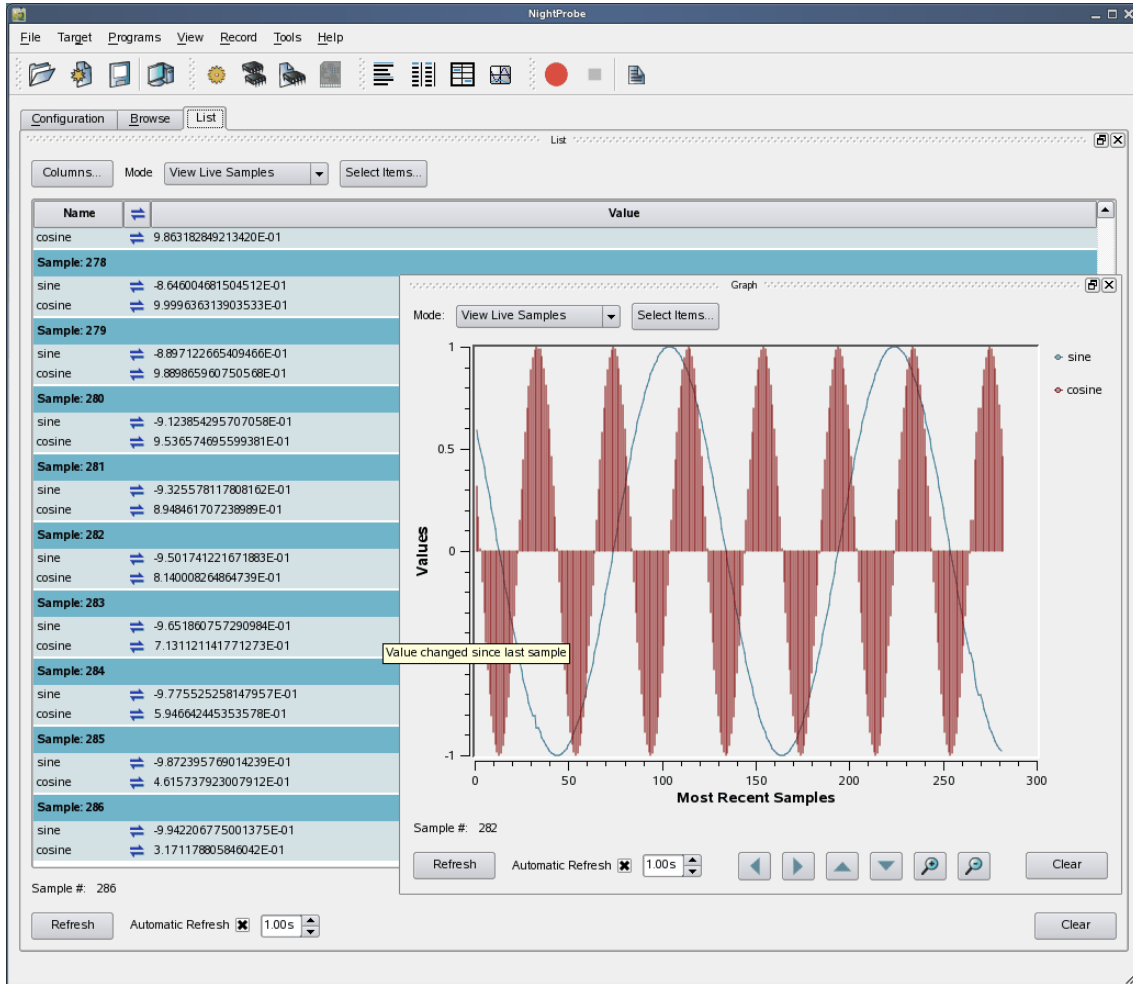 NightProbe
File Target Programs View Record Tools Help
Configuration Browse List
List
Columns... Mode View Live Samples Select Items...
Name Value
cosine 9.863182849213420E-01
Sample: 278
sine -8.646004681504512E-01
cosine 9.999636313903533E-01
Sample: 279
sine -8.897122665409466E-01
cosine 9.889865960750568E-01
Sample: 280
sine -9.123854295707058E-01
cosine 9.536574695599381E-01
Sample: 281
sine -9.325578117808162E-01
cosine 8.948461707238989E-01
Sample: 282
sine -9.501741221671883E-01
cosine 8.140008264864739E-01
Sample: 283
sine -9.651860757290984E-01
cosine 7.131121141771273E-01
Sample: 284
sine -9.775525258147957E-01
cosine 5.946642445353578E-01
Sample: 285
sine -9.872395769014239E-01
cosine 4.615737923007912E-01
Sample: 286
sine -9.942206775001375E-01
cosine 3.171178805846042E-01
Sample #: 286
Refresh Automatic Refresh 1.00s Clear
Value changed since last sample
Graph
Mode: View Live Samples Select Items...
sine
cosine
1
0.5
0
-0.5
-1
Values
0 50 100 150 200 250 300
Most Recent Samples
Sample #: 282
Refresh Automatic Refresh 1.00s Clear